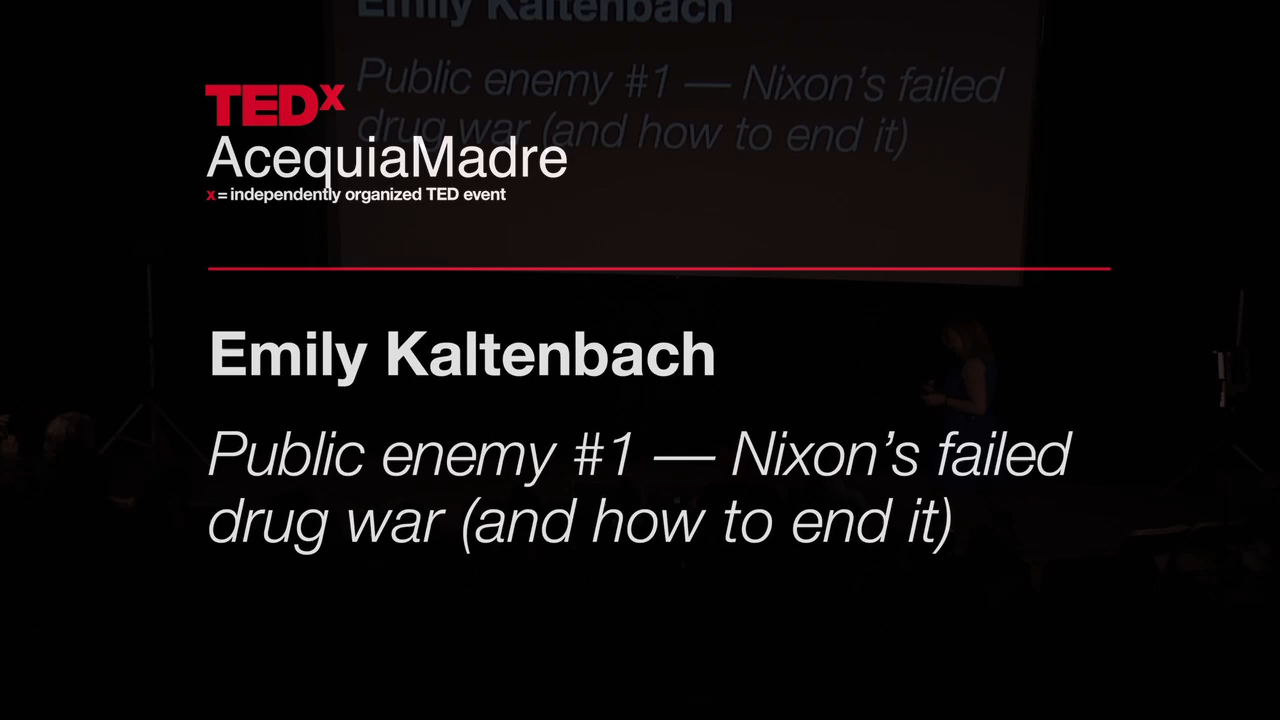 Emily Kaltenbach
Public enemy #1 — Nixon's failed
drug war (and how to end it)
TEDx
AcequiaMadre
x = independently organized TED event
Emily Kaltenbach
Public enemy #1 — Nixon’s failed
drug war (and how to end it)